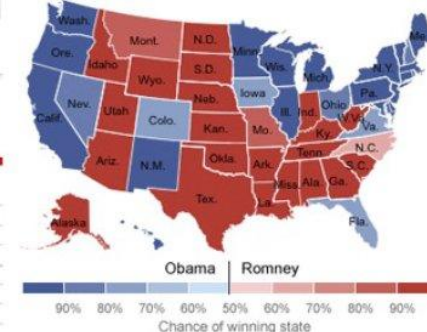 Wash.
Me.
Mont.
N.D.
Minn.
Ore.
Idaho
S.D.
Wis.
N.Y.
Wyo.
Mich.
Neb.
Iowa
Pa.
Nev.
Utah
Ill.
Ind.
Ohio
Calif.
Colo.
Kan.
Mo.
W.Va.
Va.
Ky.
Ariz.
N.M.
Okla.
Ark.
Tenn.
N.C.
S.C.
Tex.
La.
Miss.
Ala.
Ga.
Alaska
Fla.
Obama Romney
90% 80% 70% 60% 50% 60% 70% 80% 90%
Chance of winning state